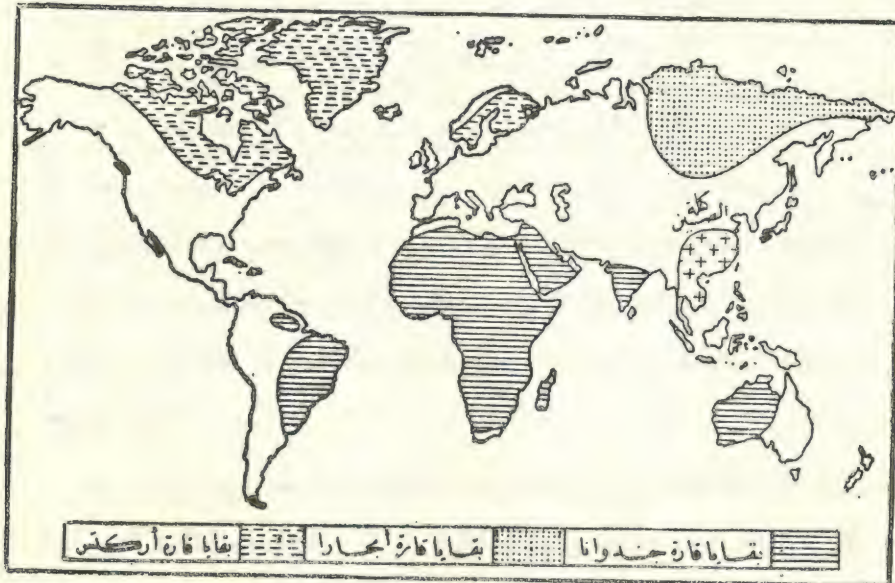 كتلة
الصين
بقايا قارة جندوانا بقايا قارة أنجارا بقايا قارة أركتس